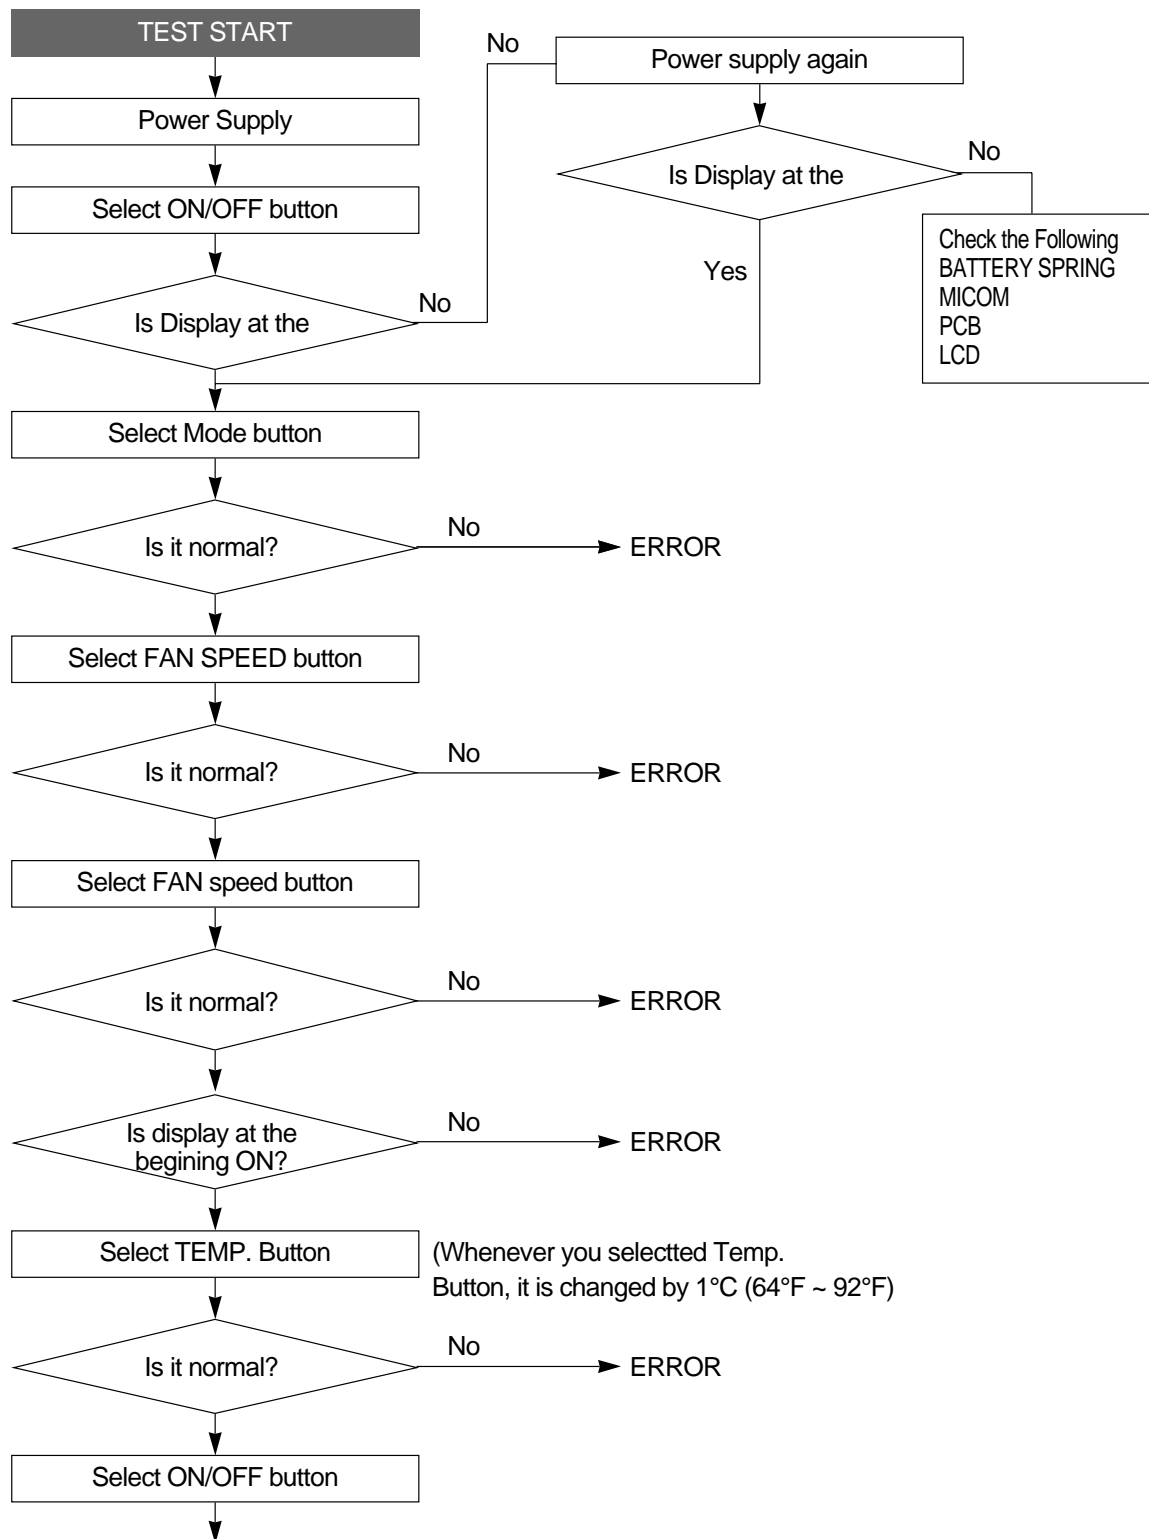 TEST START
Power Supply
Select ON/OFF button
Is Display at the
No
No
Power supply again
Is Display at the
No
Yes
Check the Following
BATTERY SPRING
MICOM
PCB
LCD
Select Mode button
Is it normal?
No
ERROR
Select FAN SPEED button
Is it normal?
No
ERROR
Select FAN speed button
Is it normal?
No
ERROR
Is display at the
begining ON?
No
ERROR
Select TEMP. Button
(Whenever you selectted Temp.
Button, it is changed by 1°C (64°F ~ 92°F)
Is it normal?
No
ERROR
Select ON/OFF button